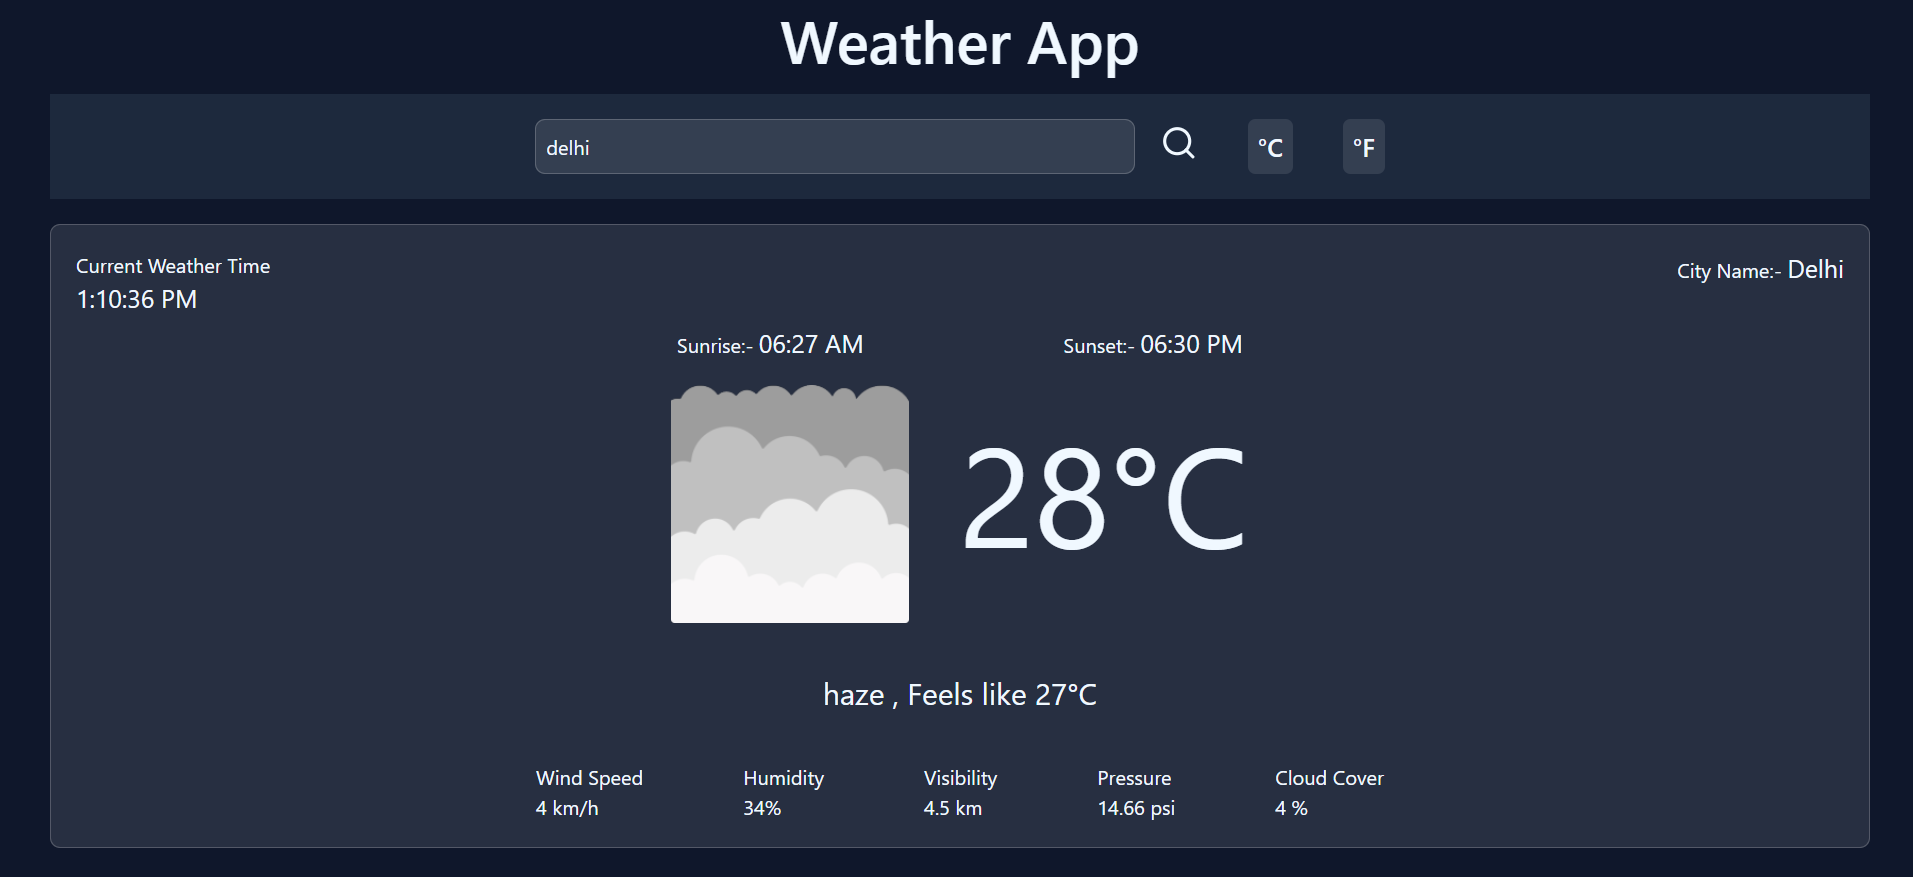 Weather App
delhi
°C
°F
Current Weather Time
1:10:36 PM
City Name:- Delhi
Sunrise:- 06:27 AM
Sunset:- 06:30 PM
28°C
haze , Feels like 27°C
Wind Speed
4 km/h
Humidity
34%
Visibility
4.5 km
Pressure
14.66 psi
Cloud Cover
4 %